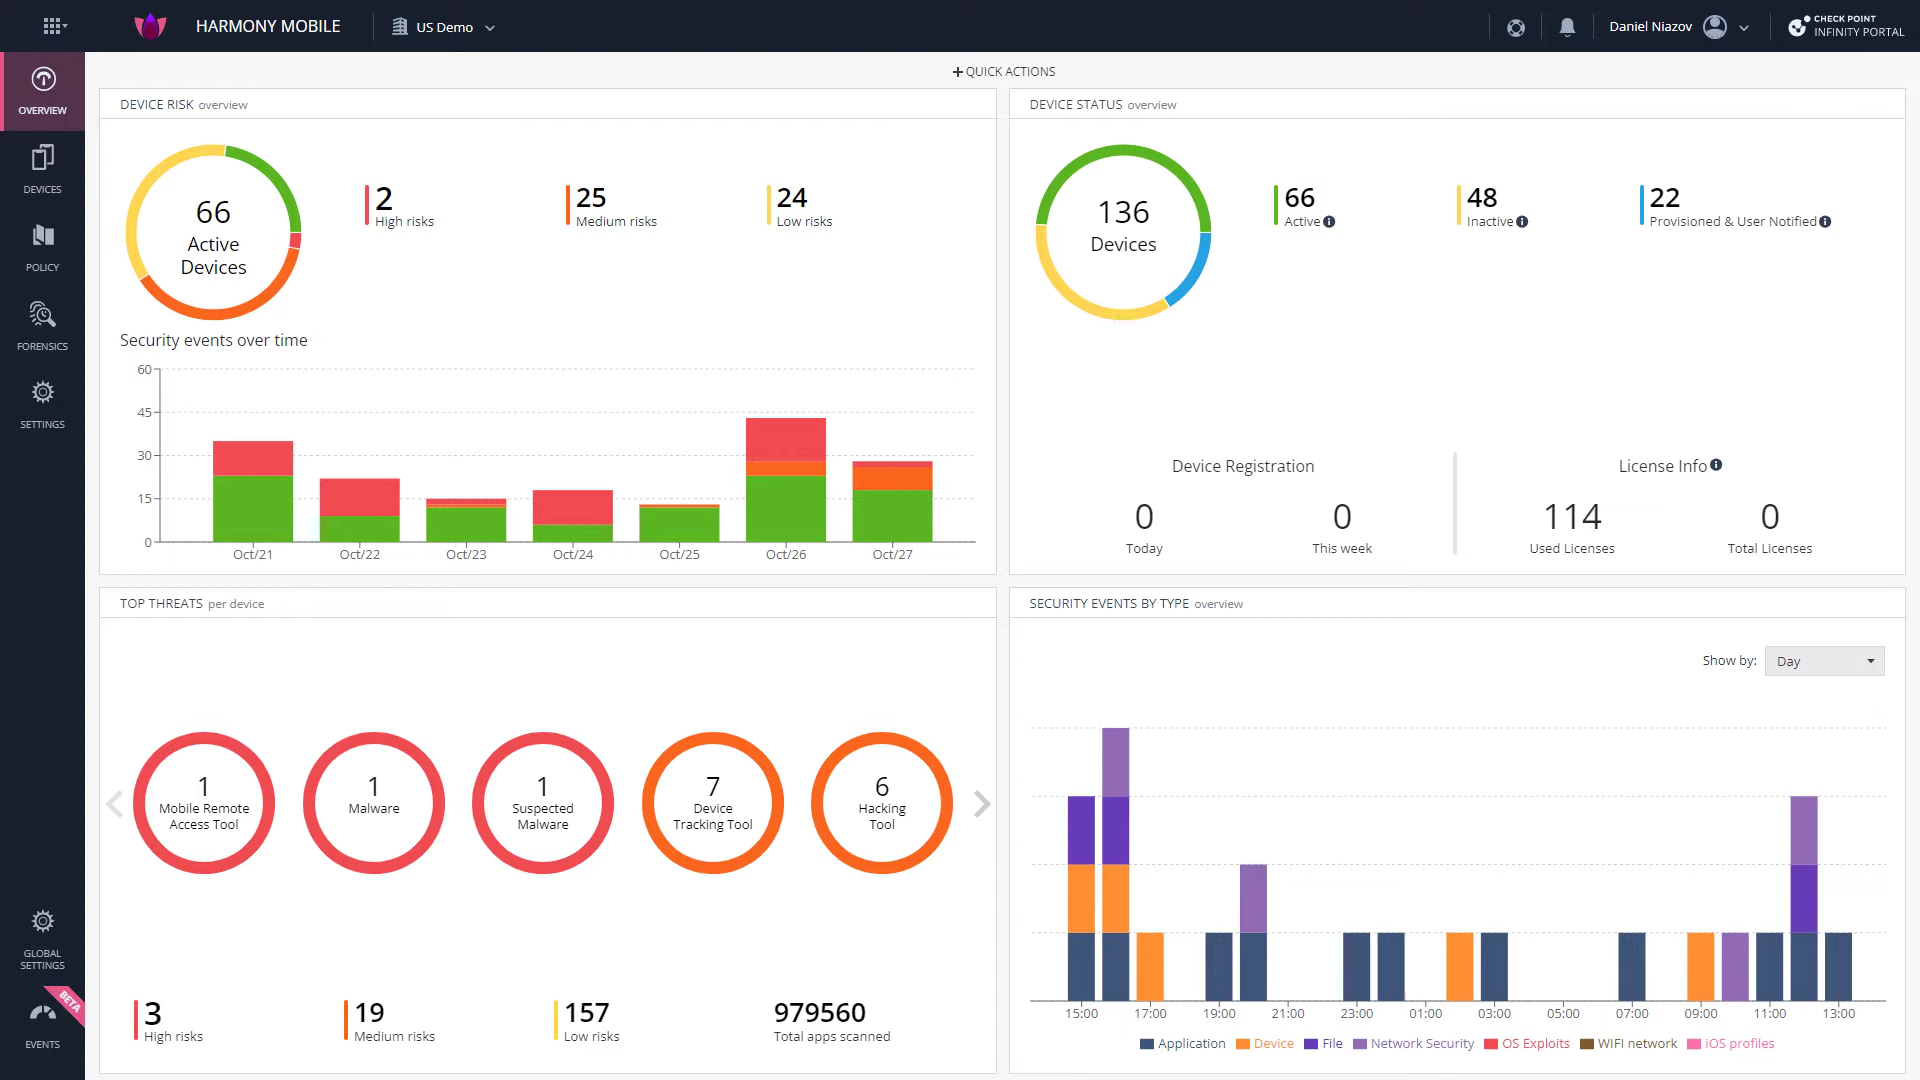 HARMONY MOBILE
US Demo
Daniel Niazov
CHECK POINT
INFINITY PORTAL
OVERVIEW
DEVICES
POLICY
FORENSICS
SETTINGS
GLOBAL
SETTINGS
BETA
EVENTS
+ QUICK ACTIONS
DEVICE RISK overview
66
Active
Devices
2
High risks
25
Medium risks
24
Low risks
Security events over time
60
45
30
15
0
Oct/21 Oct/22 Oct/23 Oct/24 Oct/25 Oct/26 Oct/27
DEVICE STATUS overview
136
Devices
66
Active
48
Inactive
22
Provisioned & User Notified
Device Registration
0
Today
0
This week
License Info
114
Used Licenses
0
Total Licenses
TOP THREATS per device
1
Mobile Remote
Access Tool
1
Malware
1
Suspected
Malware
7
Device
Tracking Tool
6
Hacking
Tool
3
High risks
19
Medium risks
157
Low risks
979560
Total apps scanned
SECURITY EVENTS BY TYPE overview
Show by: Day
15:00 17:00 19:00 21:00 23:00 01:00 03:00 05:00 07:00 09:00 11:00 13:00
Application Device File Network Security OS Exploits WIFI network iOS profiles